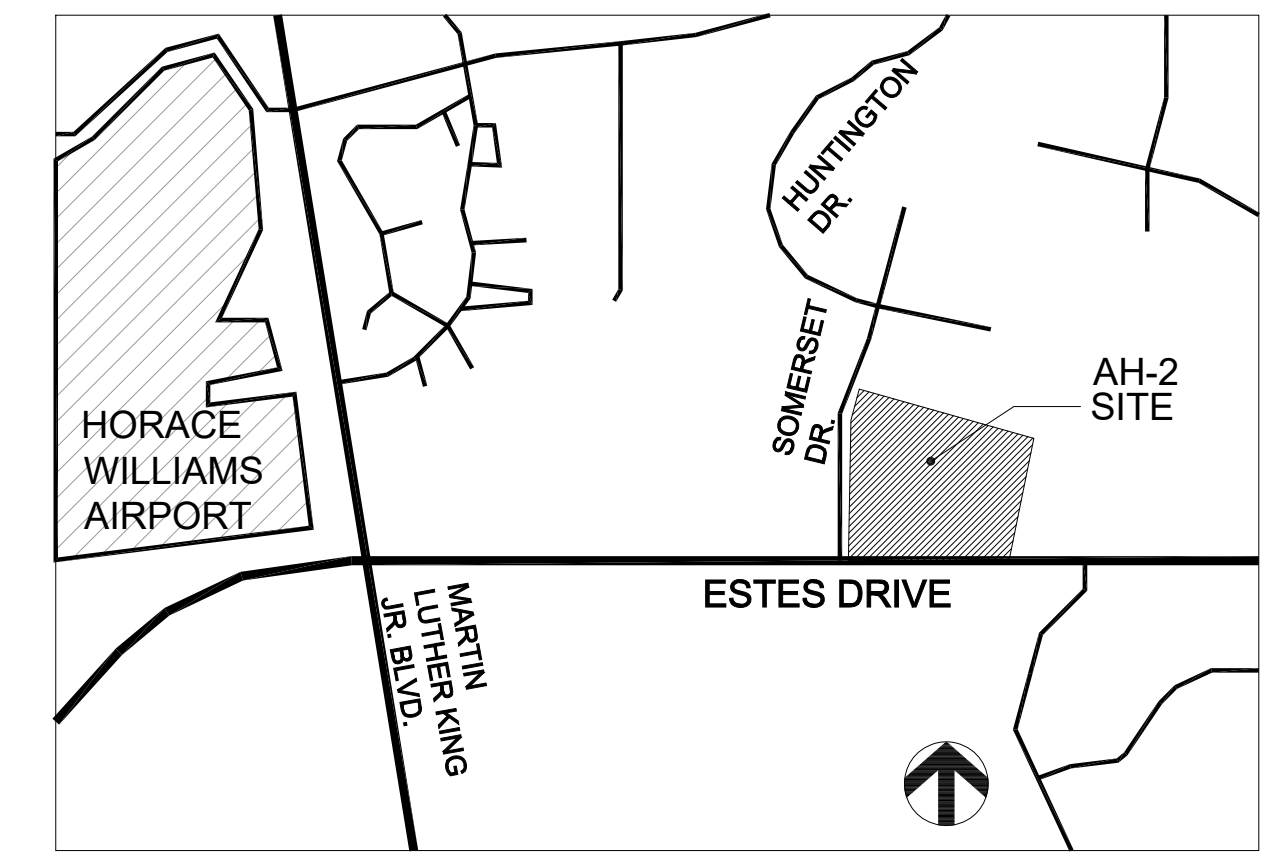 HUNTINGTON
DR.
SOMERSET
DR.
AH-2
SITE
HORACE
WILLIAMS
AIRPORT
ESTES DRIVE
MARTIN
LUTHER KING
JR. BLVD.